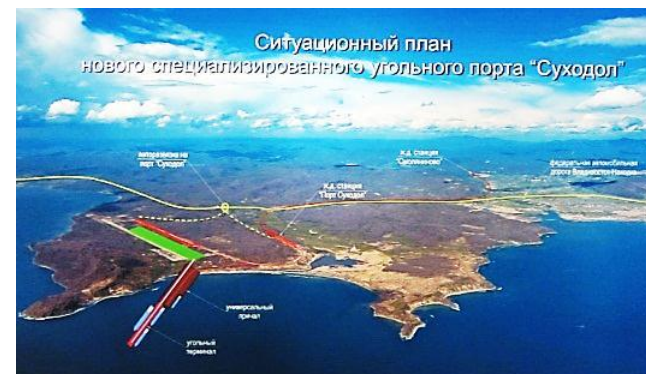 Ситуационный план
нового специализированного угольного порта "Суходол"
авторазвязка на
порт "Суходол"
ж.д. станция
"Смоляниново"
федеральная автомобильная
дорога Владивосток-Находка
ж.д. станция
"Порт Суходол"
универсальный
причал
угольный
терминал